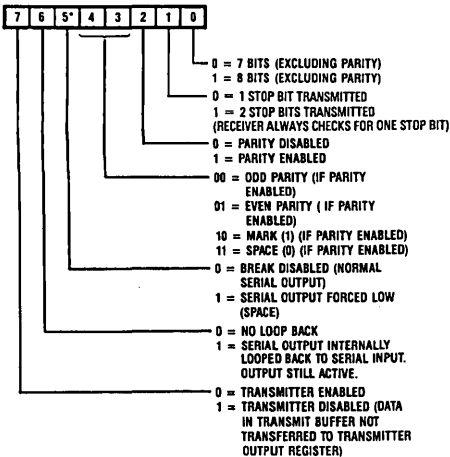 7 6 5* 4 3 2 1 0
0 = 7 BITS (EXCLUDING PARITY)
1 = 8 BITS (EXCLUDING PARITY)
0 = 1 STOP BIT TRANSMITTED
1 = 2 STOP BITS TRANSMITTED
(RECEIVER ALWAYS CHECKS FOR ONE STOP BIT)
0 = PARITY DISABLED
1 = PARITY ENABLED
00 = ODD PARITY (IF PARITY
ENABLED)
01 = EVEN PARITY ( IF PARITY
ENABLED)
10 = MARK (1) (IF PARITY ENABLED)
11 = SPACE (0) (IF PARITY ENABLED)
0 = BREAK DISABLED (NORMAL
SERIAL OUTPUT)
1 = SERIAL OUTPUT FORCED LOW
(SPACE)
0 = NO LOOP BACK
1 = SERIAL OUTPUT INTERNALLY
LOOPED BACK TO SERIAL INPUT.
OUTPUT STILL ACTIVE.
0 = TRANSMITTER ENABLED
1 = TRANSMITTER DISABLED (DATA
IN TRANSMIT BUFFER NOT
TRANSFERRED TO TRANSMITTER
OUTPUT REGISTER)